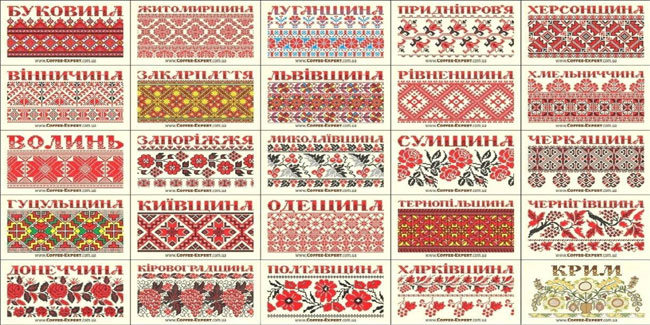 БУКОВИНА
www.Coffee-Expert.com.ua
ЖИТОМИРЩИНА
www.Coffee-Expert.com.ua
ЛУГАНЩИНА
www.Coffee-Expert.com.ua
ПРИДНІПРОВ'Я
www.Coffee-Expert.com.ua
ХЕРСОНЩИНА
www.Coffee-Expert.com.ua
ВІННИЧЧИНА
www.Coffee-Expert.com.ua
ЗАКАРПАТТЯ
www.Coffee-Expert.com.ua
ЛЬВІВЩИНА
www.Coffee-Expert.com.ua
РІВНЕНЩИНА
www.Coffee-Expert.com.ua
ХМЕЛЬНИЧЧИНА
www.Coffee-Expert.com.ua
ВОЛИНЬ
www.Coffee-Expert.com.ua
ЗАПОРІЖЖЯ
www.Coffee-Expert.com.ua
МИКОЛАЇВЩИНА
www.Coffee-Expert.com.ua
СУМЩИНА
www.Coffee-Expert.com.ua
ЧЕРКАЩИНА
www.Coffee-Expert.com.ua
ГУЦУЛЬЩИНА
www.Coffee-Expert.com.ua
КИЇВЩИНА
www.Coffee-Expert.com.ua
ОДЕЩИНА
www.Coffee-Expert.com.ua
ТЕРНОПІЛЬЩИНА
www.Coffee-Expert.com.ua
ЧЕРНІГІВЩИНА
www.Coffee-Expert.com.ua
ДОНЕЧЧИНА
www.Coffee-Expert.com.ua
КІРОВОГРАДЩИНА
www.Coffee-Expert.com.ua
ПОЛТАВЩИНА
www.Coffee-Expert.com.ua
ХАРКІВЩИНА
www.Coffee-Expert.com.ua
КРИМ
www.Coffee-Expert.com.ua